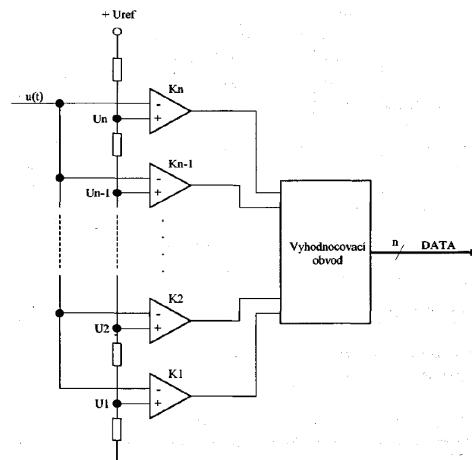 + Uref
u(t)
Kn
-
+
Un
Kn-1
-
+
Un-1
Vyhodnocovací
obvod
n
DATA
K2
-
+
U2
K1
-
+
U1